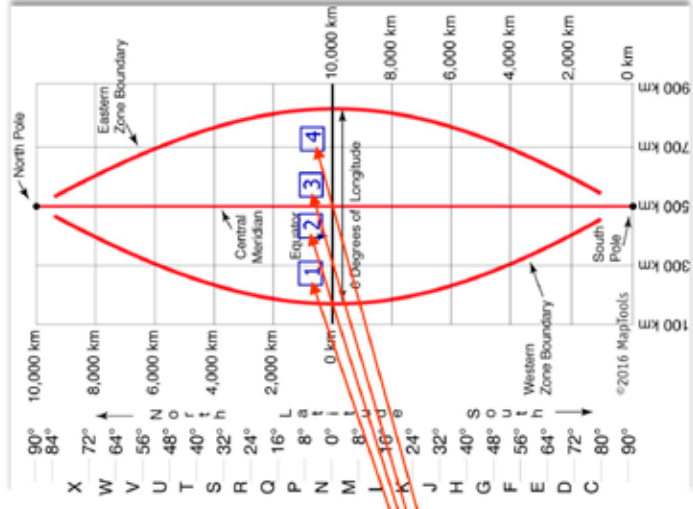 North Pole
Eastern
Zone Boundary
10,000 km
8,000 km
6,000 km
4,000 km
2,000 km
0 km
900 km
700 km
500 km
300 km
100 km
4
3
2
1
Central
Meridian
Equator
6 Degrees of Longitude
South
Pole
Western
Zone Boundary
©2016 MapTools
10,000 km
8,000 km
6,000 km
4,000 km
2,000 km
0 km
North
Latitude
South
90°
84°
72°
64°
56°
48°
40°
32°
24°
16°
8°
0°
8°
16°
24°
32°
40°
48°
56°
64°
72°
80°
90°
X
W
V
U
T
S
R
Q
P
N
M
L
K
J
H
G
F
E
D
C